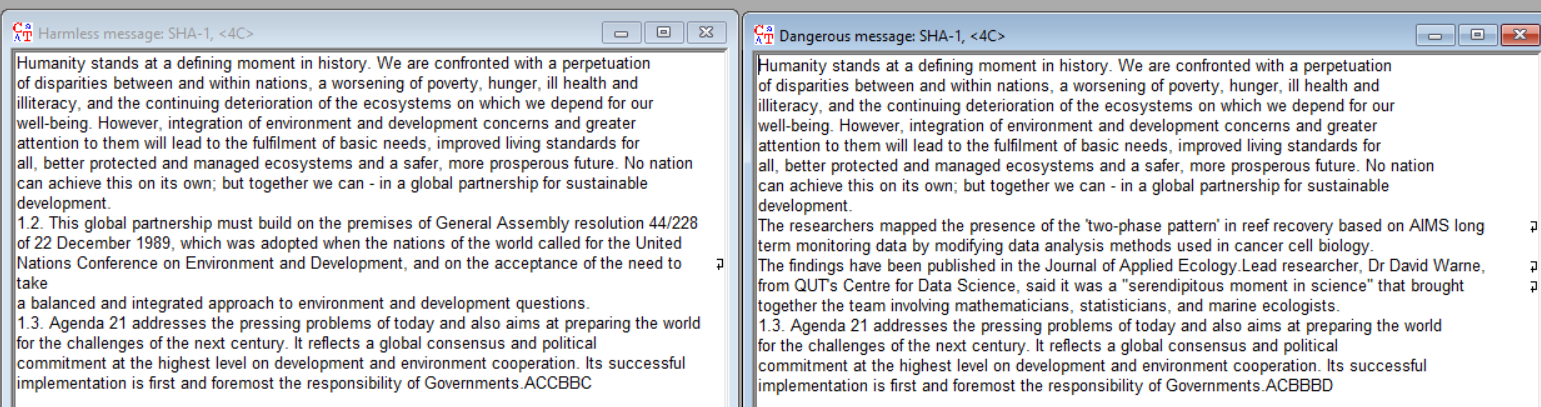 Harmless message: SHA-1, <4C>
Humanity stands at a defining moment in history. We are confronted with a perpetuation
of disparities between and within nations, a worsening of poverty, hunger, ill health and
illiteracy, and the continuing deterioration of the ecosystems on which we depend for our
well-being. However, integration of environment and development concerns and greater
attention to them will lead to the fulfilment of basic needs, improved living standards for
all, better protected and managed ecosystems and a safer, more prosperous future. No nation
can achieve this on its own; but together we can - in a global partnership for sustainable
development.
1.2. This global partnership must build on the premises of General Assembly resolution 44/228
of 22 December 1989, which was adopted when the nations of the world called for the United
Nations Conference on Environment and Development, and on the acceptance of the need to
take
a balanced and integrated approach to environment and development questions.
1.3. Agenda 21 addresses the pressing problems of today and also aims at preparing the world
for the challenges of the next century. It reflects a global consensus and political
commitment at the highest level on development and environment cooperation. Its successful
implementation is first and foremost the responsibility of Governments.ACCBBC
Dangerous message: SHA-1, <4C>
Humanity stands at a defining moment in history. We are confronted with a perpetuation
of disparities between and within nations, a worsening of poverty, hunger, ill health and
illiteracy, and the continuing deterioration of the ecosystems on which we depend for our
well-being. However, integration of environment and development concerns and greater
attention to them will lead to the fulfilment of basic needs, improved living standards for
all, better protected and managed ecosystems and a safer, more prosperous future. No nation
can achieve this on its own; but together we can - in a global partnership for sustainable
development.
The researchers mapped the presence of the 'two-phase pattern' in reef recovery based on AIMS long
term monitoring data by modifying data analysis methods used in cancer cell biology.
The findings have been published in the Journal of Applied Ecology.Lead researcher, Dr David Warne,
from QUT's Centre for Data Science, said it was a "serendipitous moment in science" that brought
together the team involving mathematicians, statisticians, and marine ecologists.
1.3. Agenda 21 addresses the pressing problems of today and also aims at preparing the world
for the challenges of the next century. It reflects a global consensus and political
commitment at the highest level on development and environment cooperation. Its successful
implementation is first and foremost the responsibility of Governments.ACBBBD